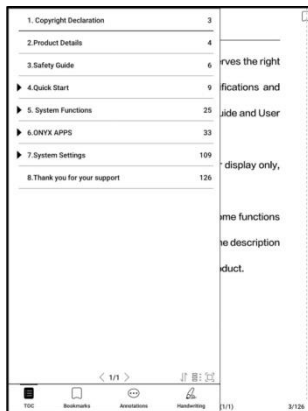 1. Copyright Declaration 3
2.Product Details 4
3.Safety Guide 6
4.Quick Start 9
5. System Functions 25
6.ONYX APPS 33
7.System Settings 109
8.Thank you for your support 126
rves the right
ifications and
uide and User
display only,
me functions
e description
duct.
1/1
TOC Bookmarks Annotations Handwriting (1/1) 3/126